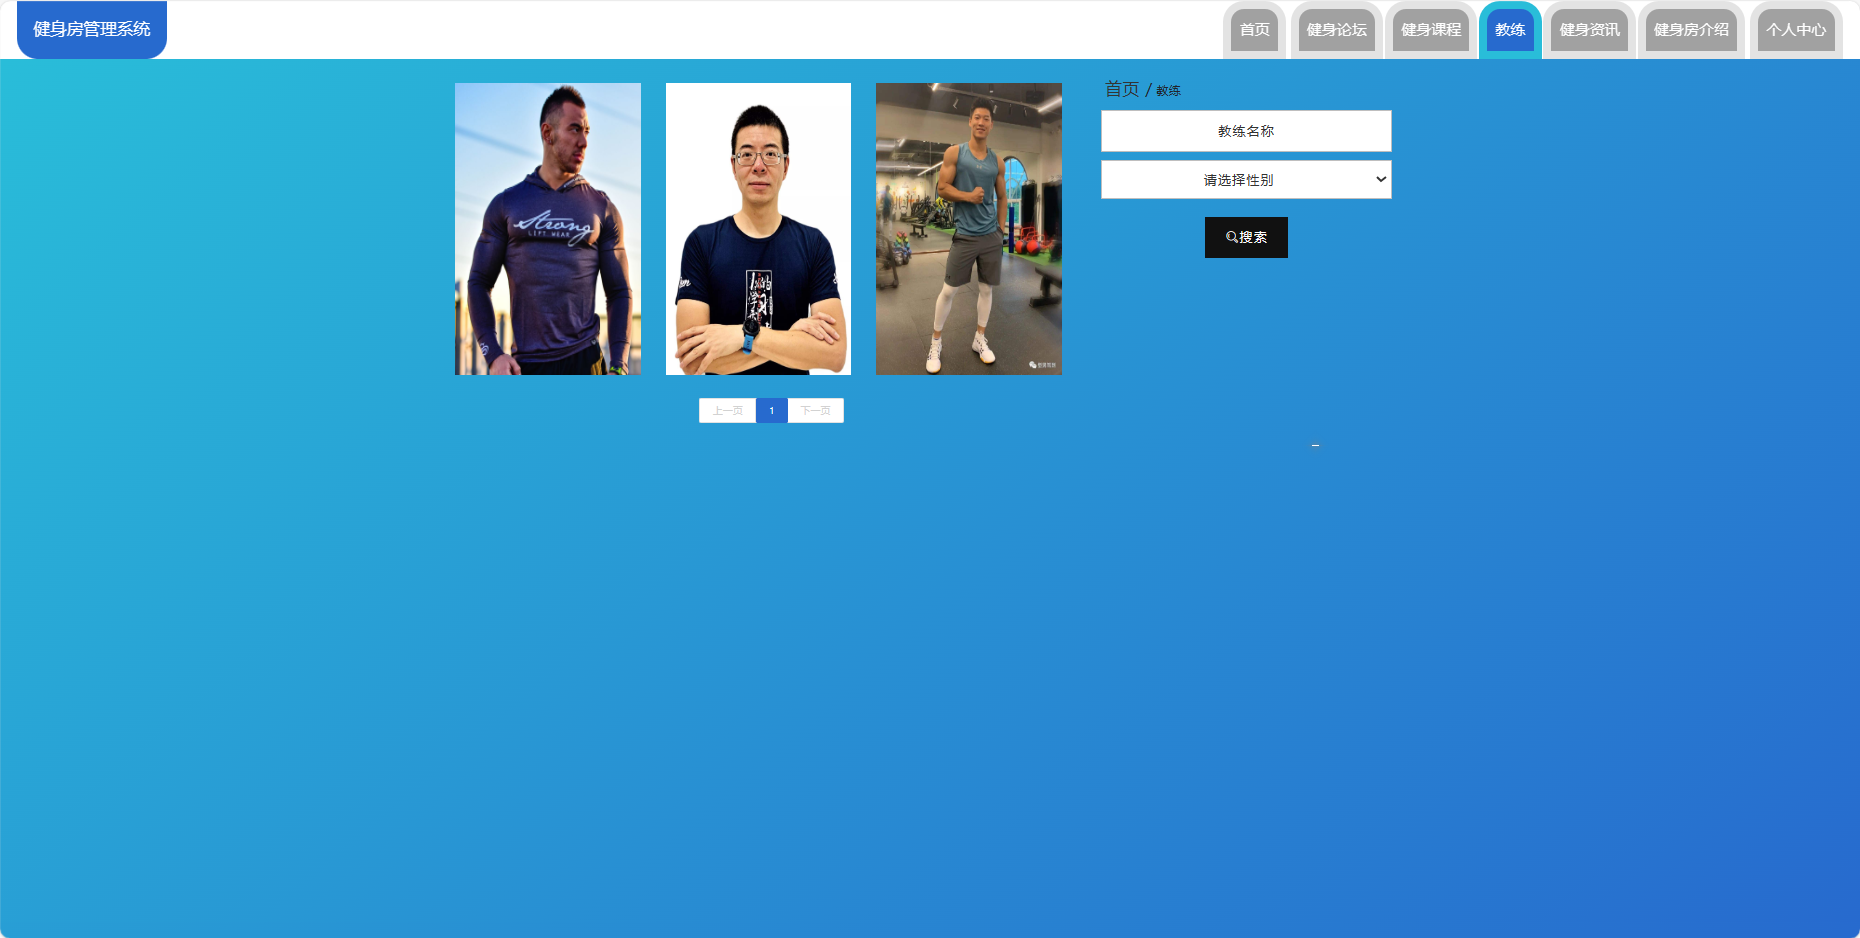 健身房管理系统
首页
健身论坛
健身课程
教练
健身资讯
健身房介绍
个人中心
首页 / 教练
教练名称
请选择性别
搜索
Strong
LIFT WEAR
上一页
1
下一页